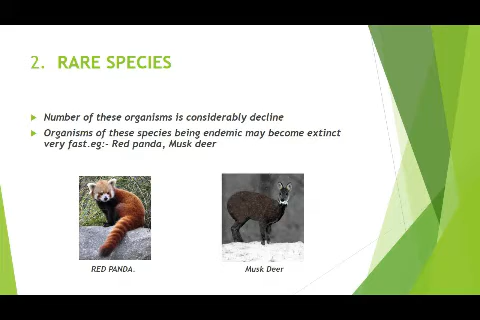 2. RARE SPECIES
Number of these organisms is considerably decline
Organisms of these species being endemic may become extinct
very fast.eg:- Red panda, Musk deer
RED PANDA.
Musk Deer